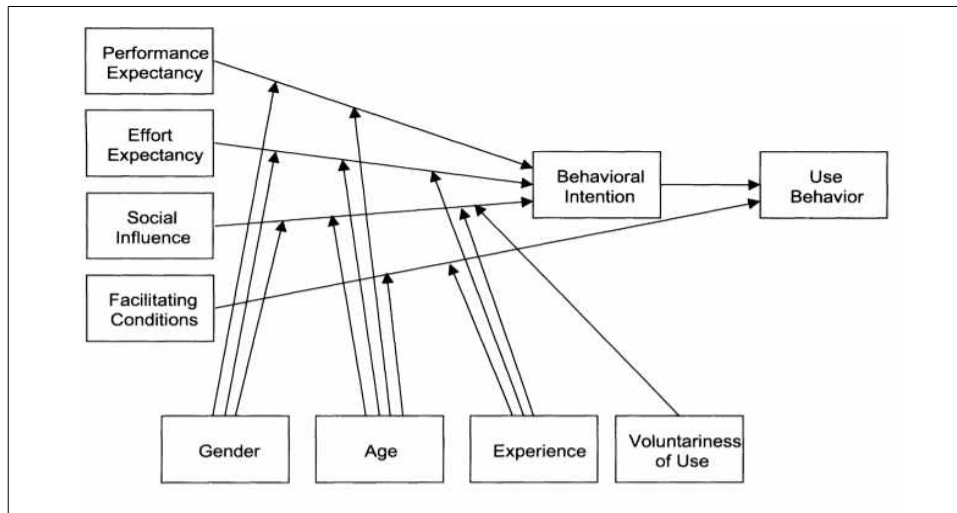 Performance
Expectancy
Effort
Expectancy
Social
Influence
Facilitating
Conditions
Behavioral
Intention
Use
Behavior
Gender
Age
Experience
Voluntariness
of Use